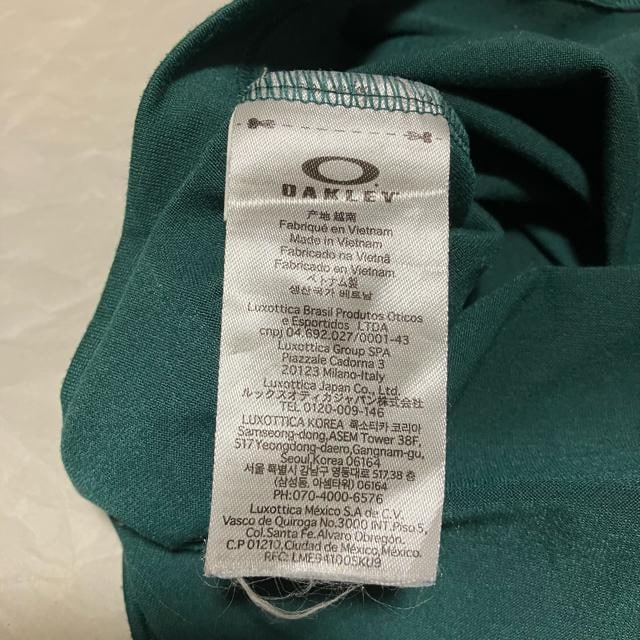 OAKLEY
产地 越南
Fabriqué en Vietnam
Made in Vietnam
Fabricado na Vietnã
Fabricado en Vietnam
ベトナム製
생산국가 베트남
Luxottica Brasil Produtos Oticos
e Esportidos LTDA
cnpj 04.692.027/0001-43
Luxottica Group SPA
Piazzale Cadorna 3
20123 Milano-Italy
Luxottica Japan Co., Ltd.
ルックスオティカジャパン株式会社
TEL 0120-009-146
LUXOTTICA KOREA 룩소티카 코리아
Samseong-dong,ASEM Tower 38F,
517 Yeongdong-daero,Gangnam-gu,
Seoul,Korea 06164
서울 특별시 강남구 영동대로 517,38 층
(삼성동, 아셈타워) 06164
PH:070-4000-6576
Luxottica México S.A de C.V.
Vasco de Quiroga No.3000 INT.Piso 5,
Col.Santa Fe.Alvaro Obregón.
C.P 01210,Ciudad de México,México.
RFC: LME941005KU9